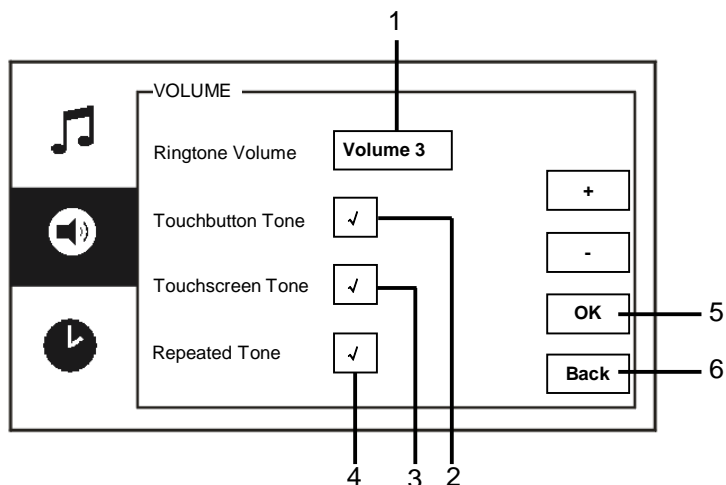 1
VOLUME
Ringtone Volume
Volume 3
+
Touchbutton Tone
√
-
Touchscreen Tone
√
OK
5
Repeated Tone
√
Back
6
4
3
2